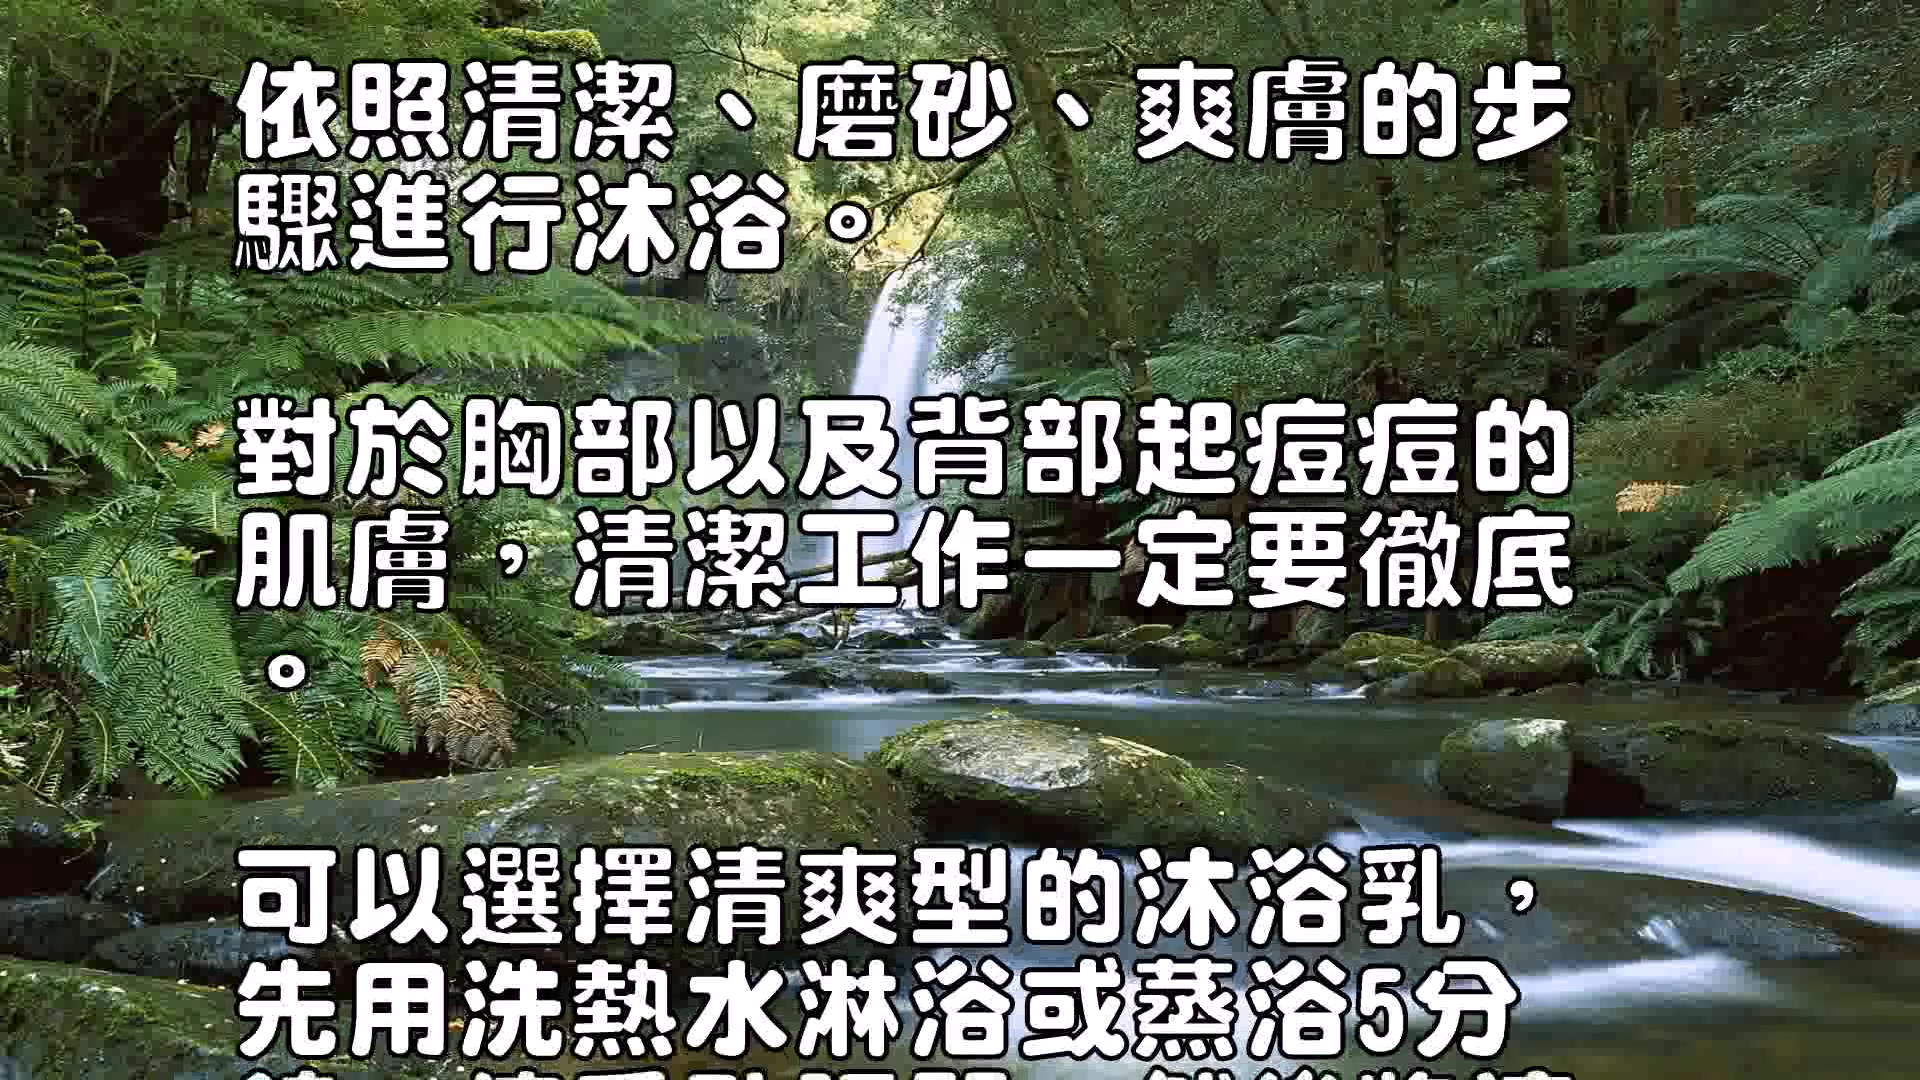 依照清潔、磨砂、爽膚的步
驟進行沐浴。
對於胸部以及背部起痘痘的
肌膚，清潔工作一定要徹底
。
可以選擇清爽型的沐浴乳，
先用洗熱水淋浴或蒸浴5分